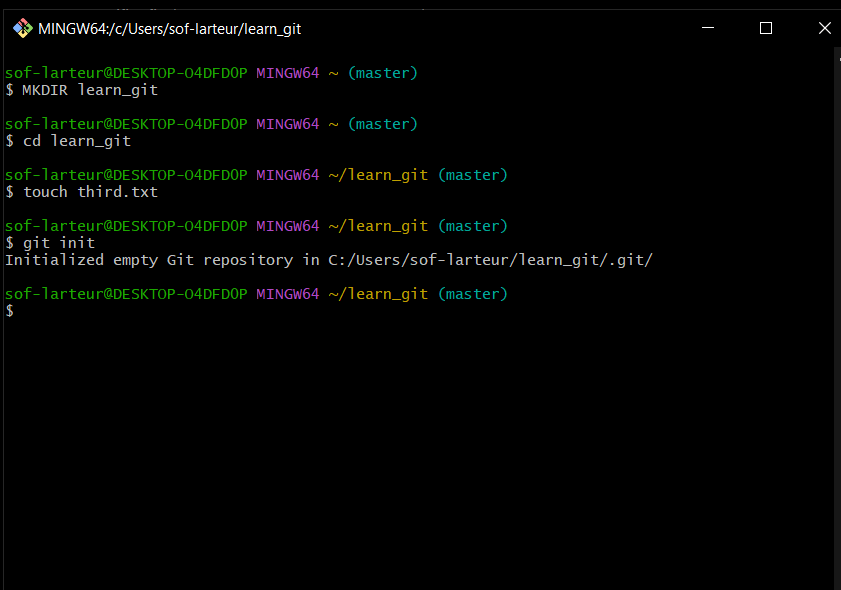 MINGW64:/c/Users/sof-larteur/learn_git
sof-larteur@DESKTOP-O4DFD0P MINGW64 ~ (master)
$ MKDIR learn_git
sof-larteur@DESKTOP-O4DFD0P MINGW64 ~ (master)
$ cd learn_git
sof-larteur@DESKTOP-O4DFD0P MINGW64 ~/learn_git (master)
$ touch third.txt
sof-larteur@DESKTOP-O4DFD0P MINGW64 ~/learn_git (master)
$ git init
Initialized empty Git repository in C:/Users/sof-larteur/learn_git/.git/
sof-larteur@DESKTOP-O4DFD0P MINGW64 ~/learn_git (master)
$